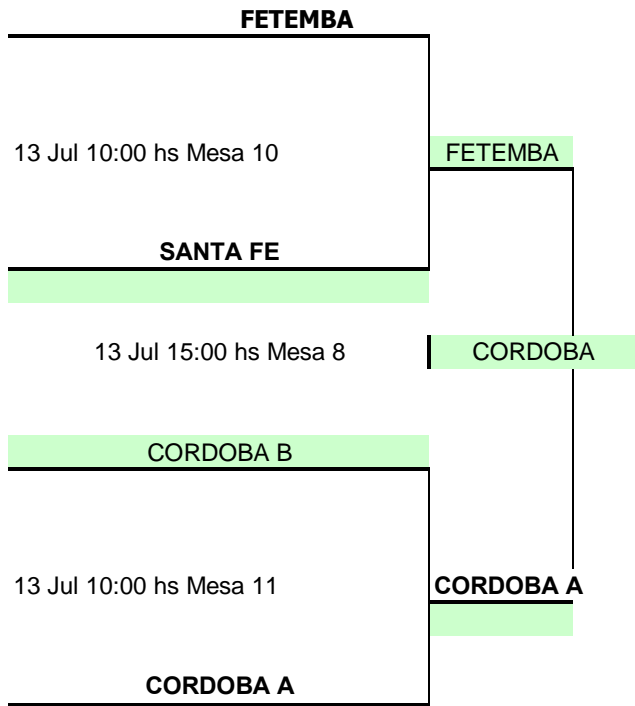 FETEMBA
13 Jul 10:00 hs Mesa 10
FETEMBA
SANTA FE
13 Jul 15:00 hs Mesa 8
CORDOBA
CORDOBA B
13 Jul 10:00 hs Mesa 11
CORDOBA A
CORDOBA A